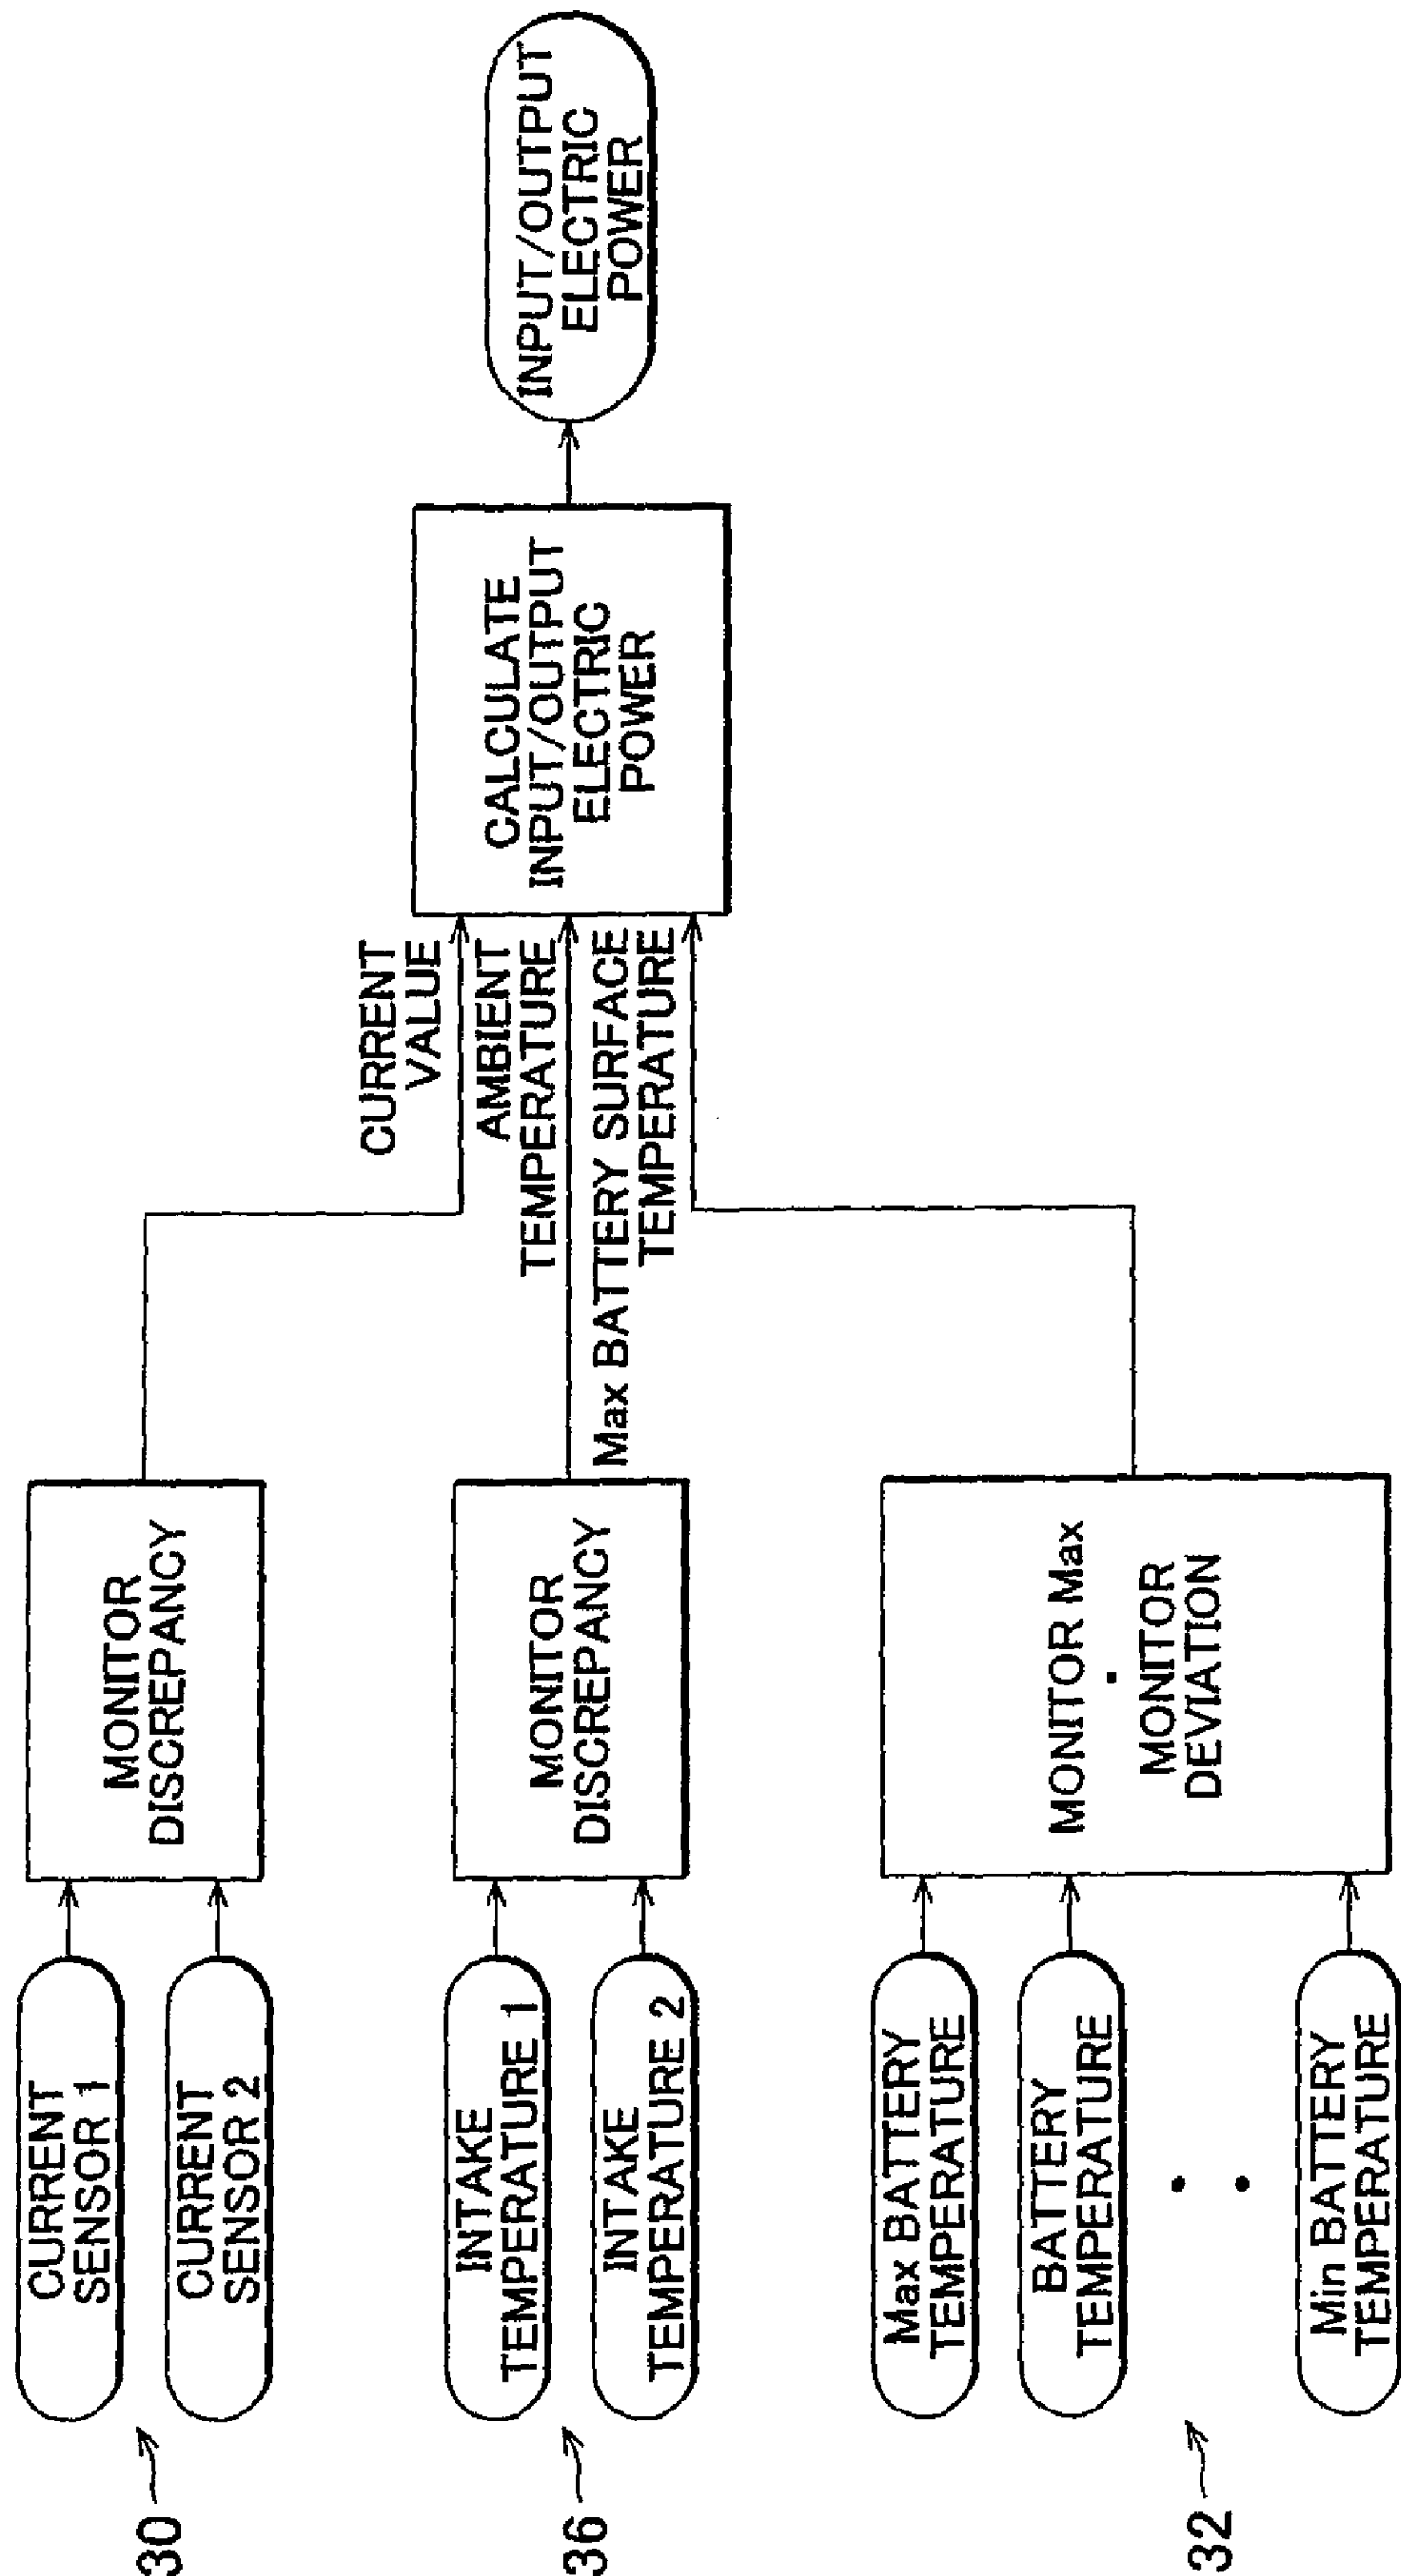 30
CURRENT
SENSOR 1
CURRENT
SENSOR 2
MONITOR
DISCREPANCY
CURRENT
VALUE
36
INTAKE
TEMPERATURE 1
INTAKE
TEMPERATURE 2
MONITOR
DISCREPANCY
AMBIENT
TEMPERATURE
32
Max BATTERY
TEMPERATURE
BATTERY
TEMPERATURE
Min BATTERY
TEMPERATURE
MONITOR Max
MONITOR
DEVIATION
Max BATTERY SURFACE
TEMPERATURE
CALCULATE
INPUT/OUTPUT
ELECTRIC
POWER
INPUT/OUTPUT
ELECTRIC
POWER